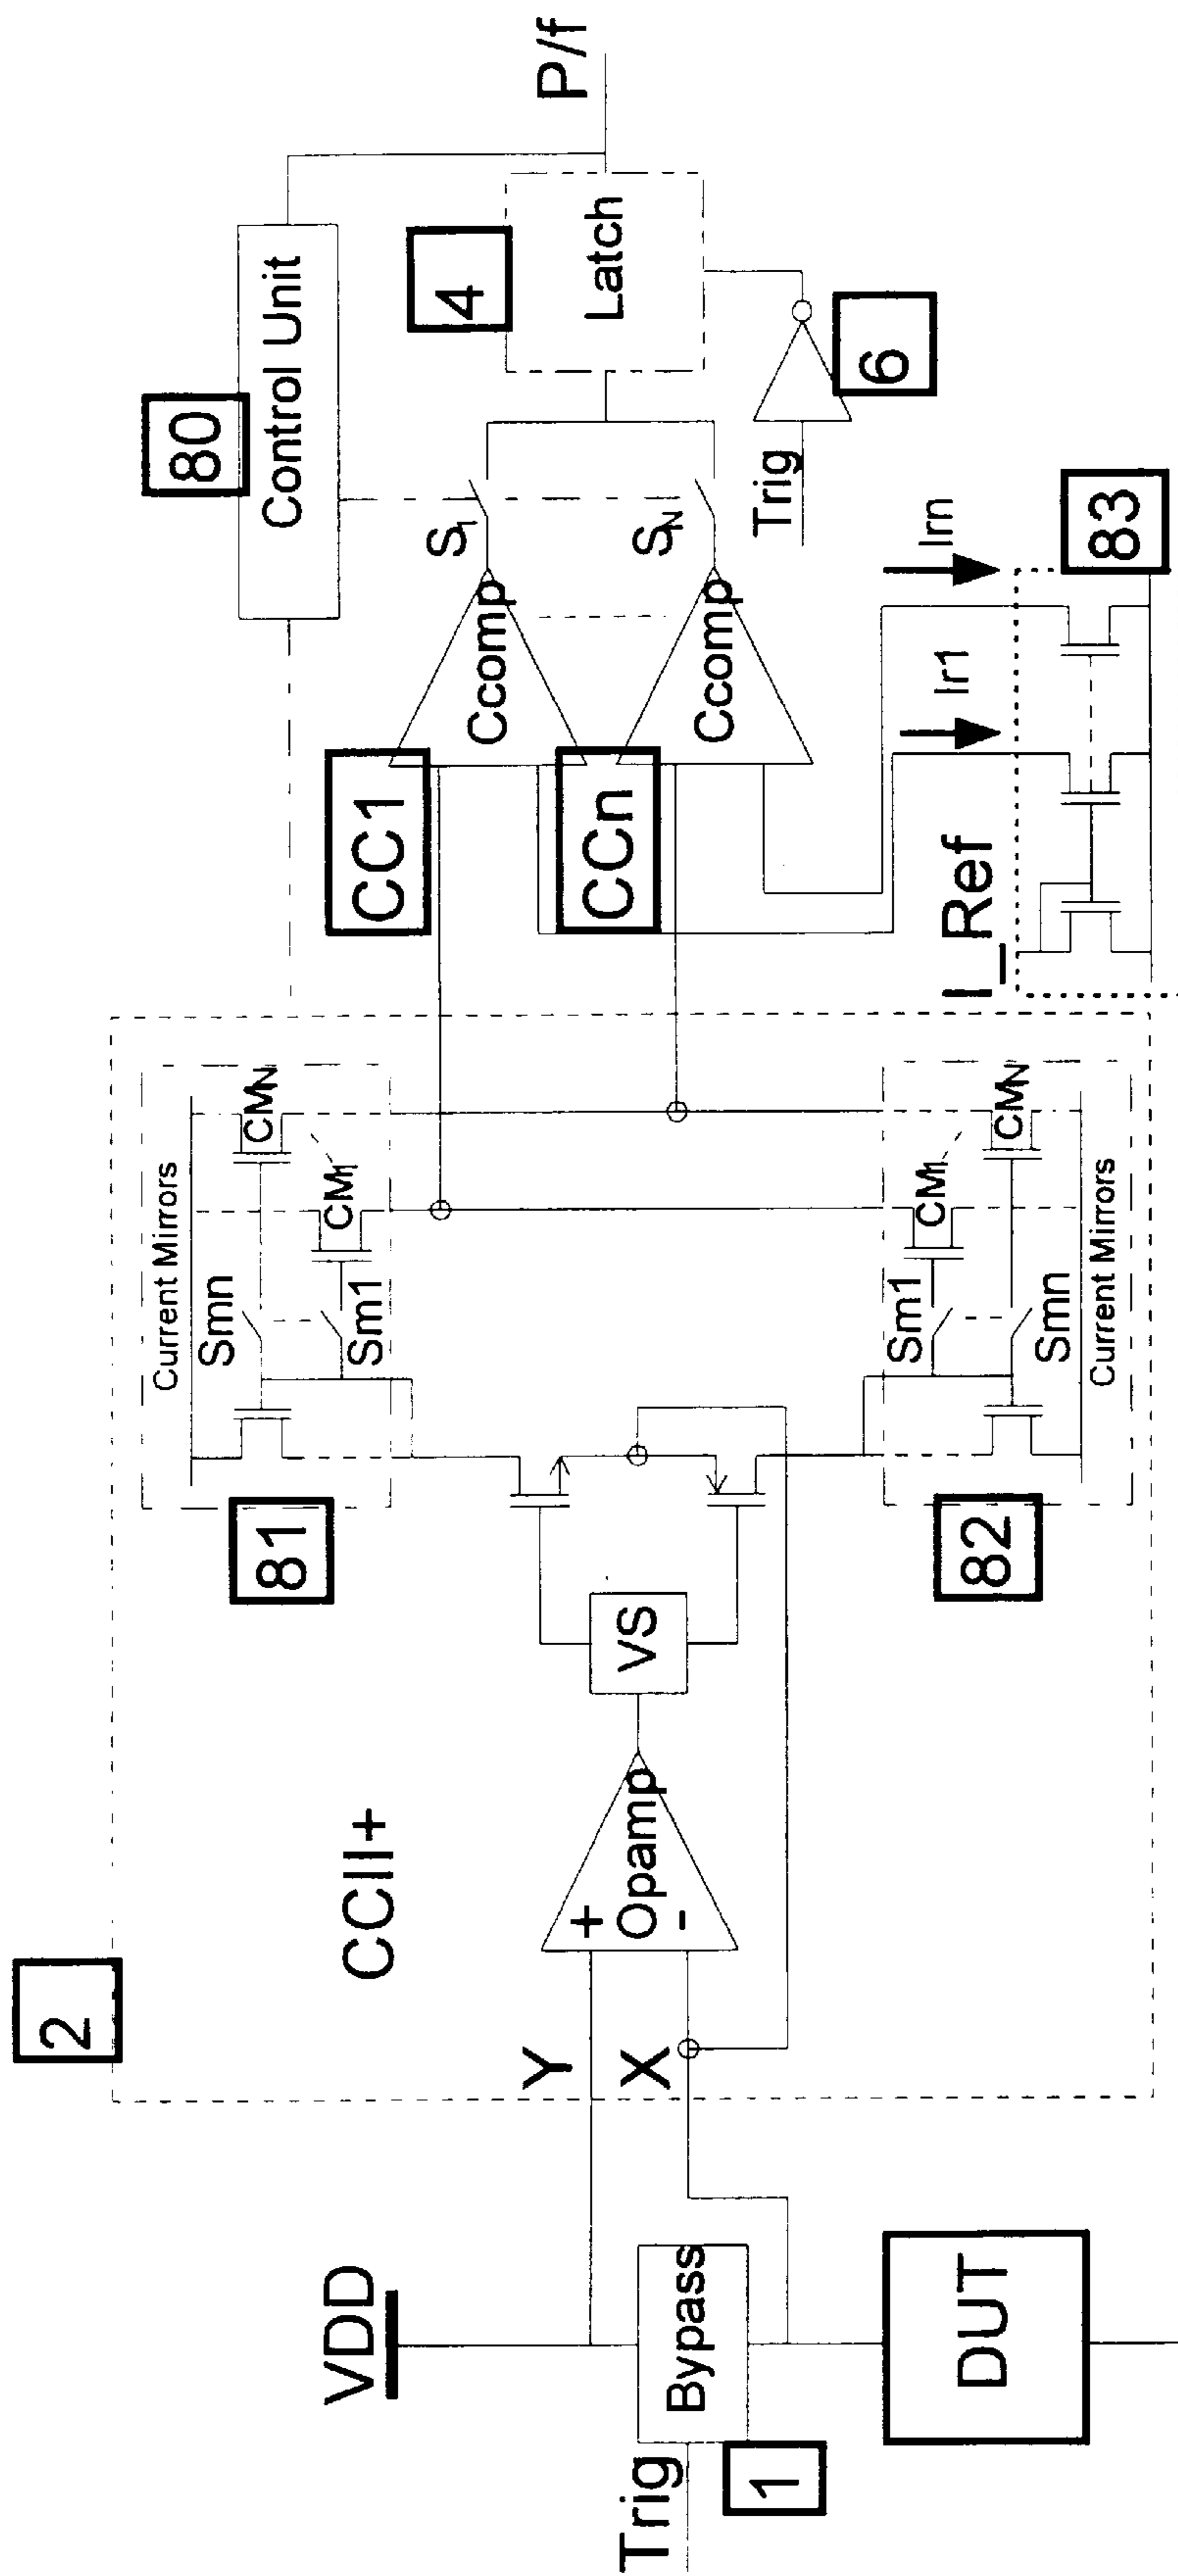 2
CCII+
VDD
Trig
Bypass
1
DUT
Y
X
+
Opamp
-
VS
81
Current Mirrors
Smn
Sm1
CM1
CMN
82
Sm1
Smn
CM1
CMN
Current Mirrors
CC1
Ccomp
CCn
Ccomp
S1
SN
80
Control Unit
4
Latch
P/f
Trig
6
I_Ref
Ir1
Irn
83